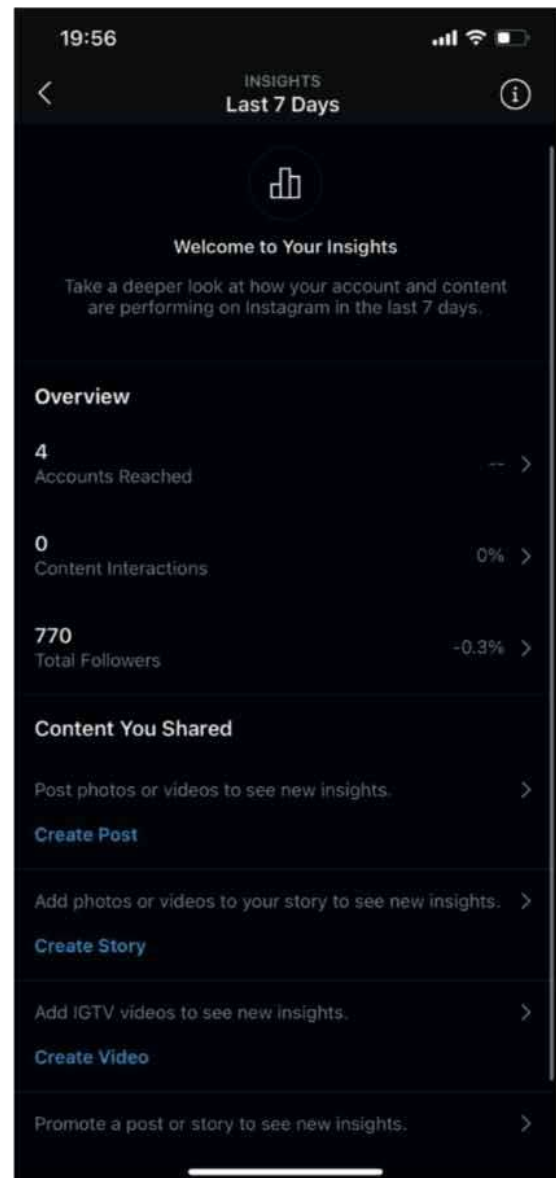 19:56
INSIGHTS
Last 7 Days
Welcome to Your Insights
Take a deeper look at how your account and content
are performing on Instagram in the last 7 days.
Overview
4
Accounts Reached
--
0
Content Interactions
0%
770
Total Followers
-0.3%
Content You Shared
Post photos or videos to see new insights.
Create Post
Add photos or videos to your story to see new insights.
Create Story
Add IGTV videos to see new insights.
Create Video
Promote a post or story to see new insights.